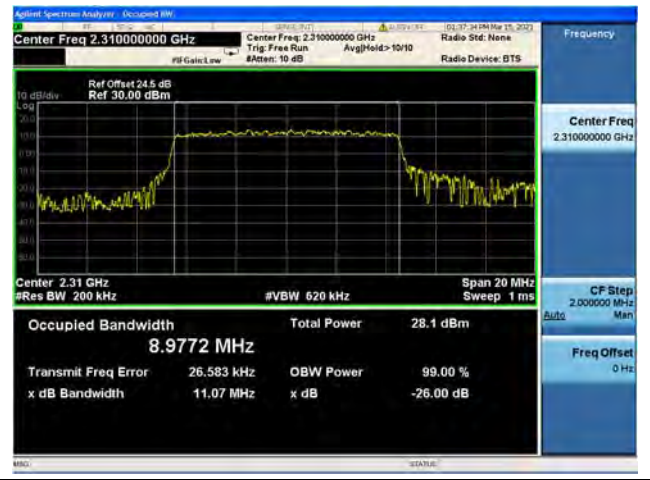 Agilent Spectrum Analyzer - Occupied BW
Center Freq 2.310000000 GHz
#IFGain:Low
Center Freq: 2.310000000 GHz
Trig: Free Run Avg|Hold:> 10/10
#Atten: 10 dB
01:37:34 PM Mar 15, 2021
Radio Std: None
Radio Device: BTS
Frequency
Ref Offset 24.5 dB
10 dB/div Ref 30.00 dBm
Log
20.0
10.0
0.00
Center Freq
2.310000000 GHz
Center 2.31 GHz Span 20 MHz
#Res BW 200 kHz #VBW 620 kHz Sweep 1 ms
CF Step
2.000000 MHz
Auto Man
Occupied Bandwidth Total Power 28.1 dBm
8.9772 MHz
Transmit Freq Error 26.583 kHz OBW Power 99.00 %
x dB Bandwidth 11.07 MHz x dB -26.00 dB
Freq Offset
0 Hz
MSG STATUS